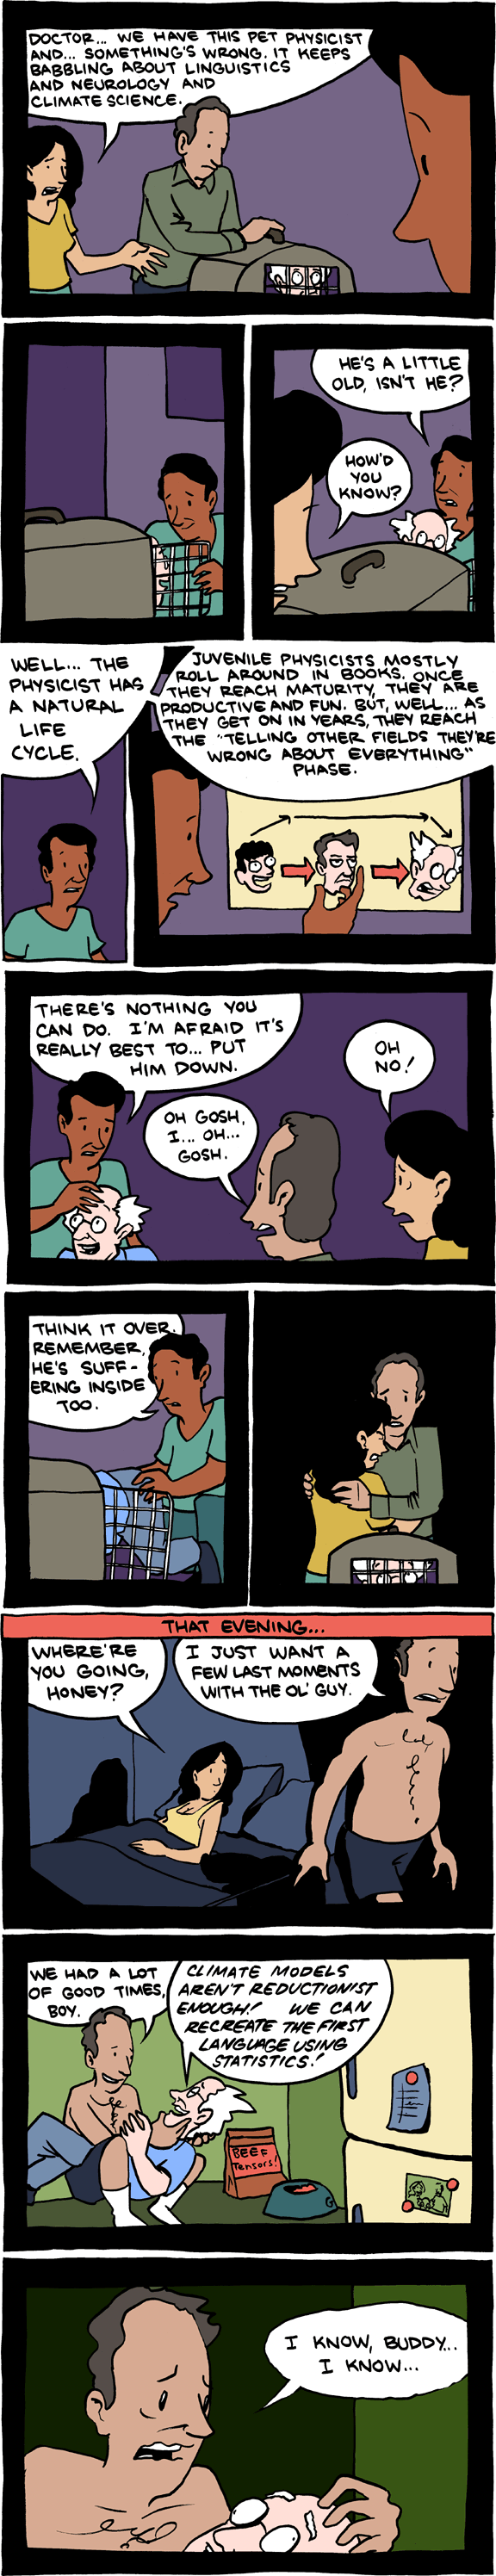 DOCTOR... WE HAVE THIS PET PHYSICIST
AND... SOMETHING'S WRONG. IT KEEPS
BABBLING ABOUT LINGUISTICS
AND NEUROLOGY AND
CLIMATE SCIENCE.
HE'S A LITTLE
OLD, ISN'T HE?
HOW'D
YOU
KNOW?
WELL... THE
PHYSICIST HAS
A NATURAL
LIFE
CYCLE.
JUVENILE PHYSICISTS MOSTLY
ROLL AROUND IN BOOKS. ONCE
THEY REACH MATURITY, THEY ARE
PRODUCTIVE AND FUN. BUT, WELL... AS
THEY GET ON IN YEARS, THEY REACH
THE "TELLING OTHER FIELDS THEY'RE
WRONG ABOUT EVERYTHING"
PHASE.
THERE'S NOTHING YOU
CAN DO. I'M AFRAID IT'S
REALLY BEST TO... PUT
HIM DOWN.
OH GOSH,
I... OH...
GOSH.
OH
NO!
THINK IT OVER.
REMEMBER,
HE'S SUFF-
ERING INSIDE
TOO.
THAT EVENING...
WHERE'RE
YOU GOING,
HONEY?
I JUST WANT A
FEW LAST MOMENTS
WITH THE OL' GUY.
WE HAD A LOT
OF GOOD TIMES,
BOY.
CLIMATE MODELS
AREN'T REDUCTIONIST
ENOUGH! WE CAN
RECREATE THE FIRST
LANGUAGE USING
STATISTICS!
BEEF
Tensors!
G
I KNOW, BUDDY...
I KNOW...